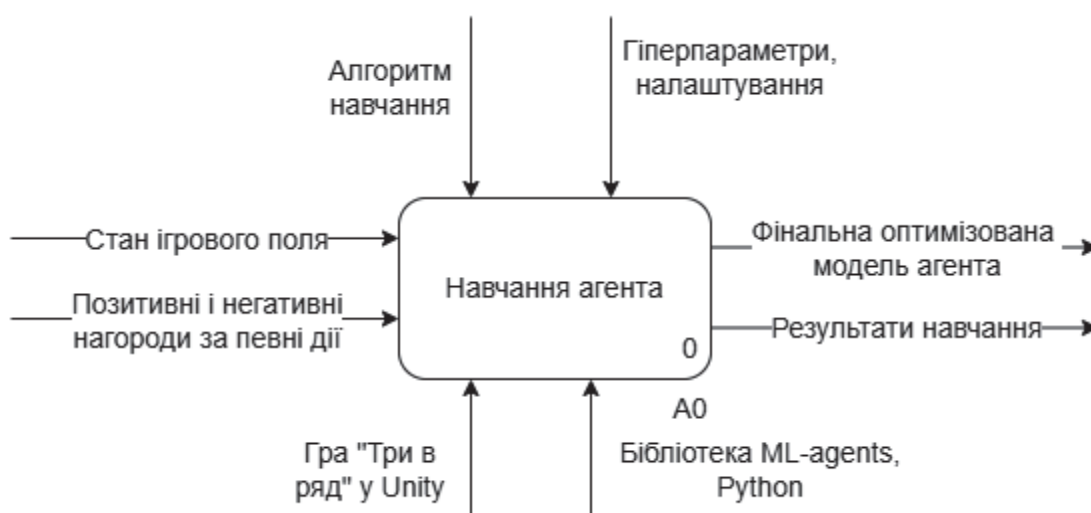 Алгоритм
навчання
Гіперпараметри,
налаштування
Стан ігрового поля
Позитивні і негативні
нагороди за певні дії
Навчання агента
0
Фінальна оптимізована
модель агента
Результати навчання
A0
Гра "Три в
ряд" у Unity
Бібліотека ML-agents,
Python